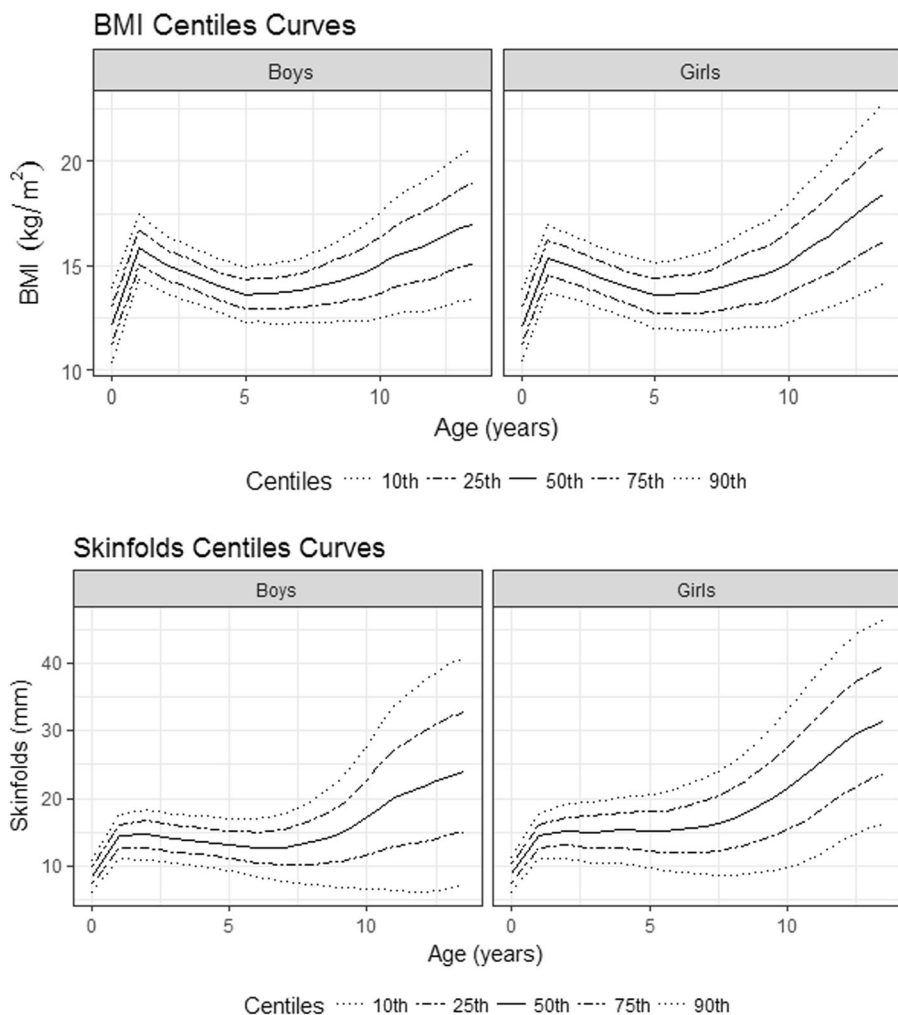 BMI Centiles Curves
Boys
Girls
BMI (kg/m²)
20
15
10
0 5 10
0 5 10
Age (years)
Centiles 10th 25th 50th 75th 90th
Skinfolds Centiles Curves
Boys
Girls
Skinfolds (mm)
40
30
20
10
0 5 10
0 5 10
Age (years)
Centiles 10th 25th 50th 75th 90th